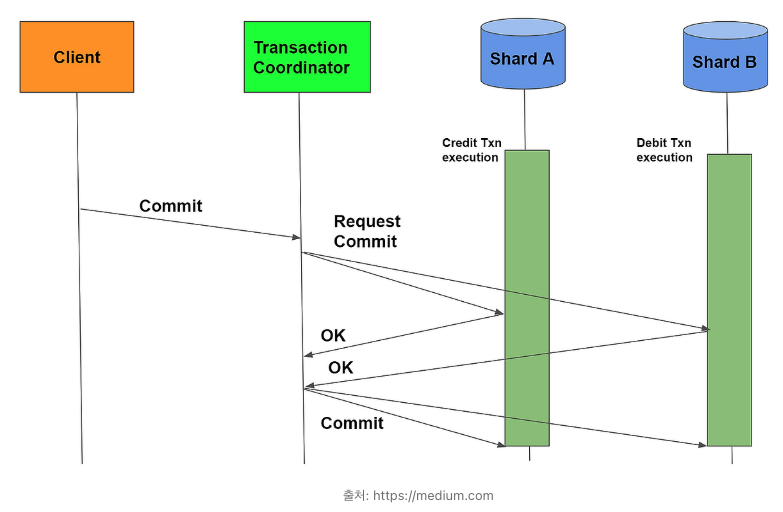 Client
Transaction
Coordinator
Shard A
Shard B
Credit Txn
execution
Debit Txn
execution
Commit
Request
Commit
OK
OK
Commit
출처: https://medium.com